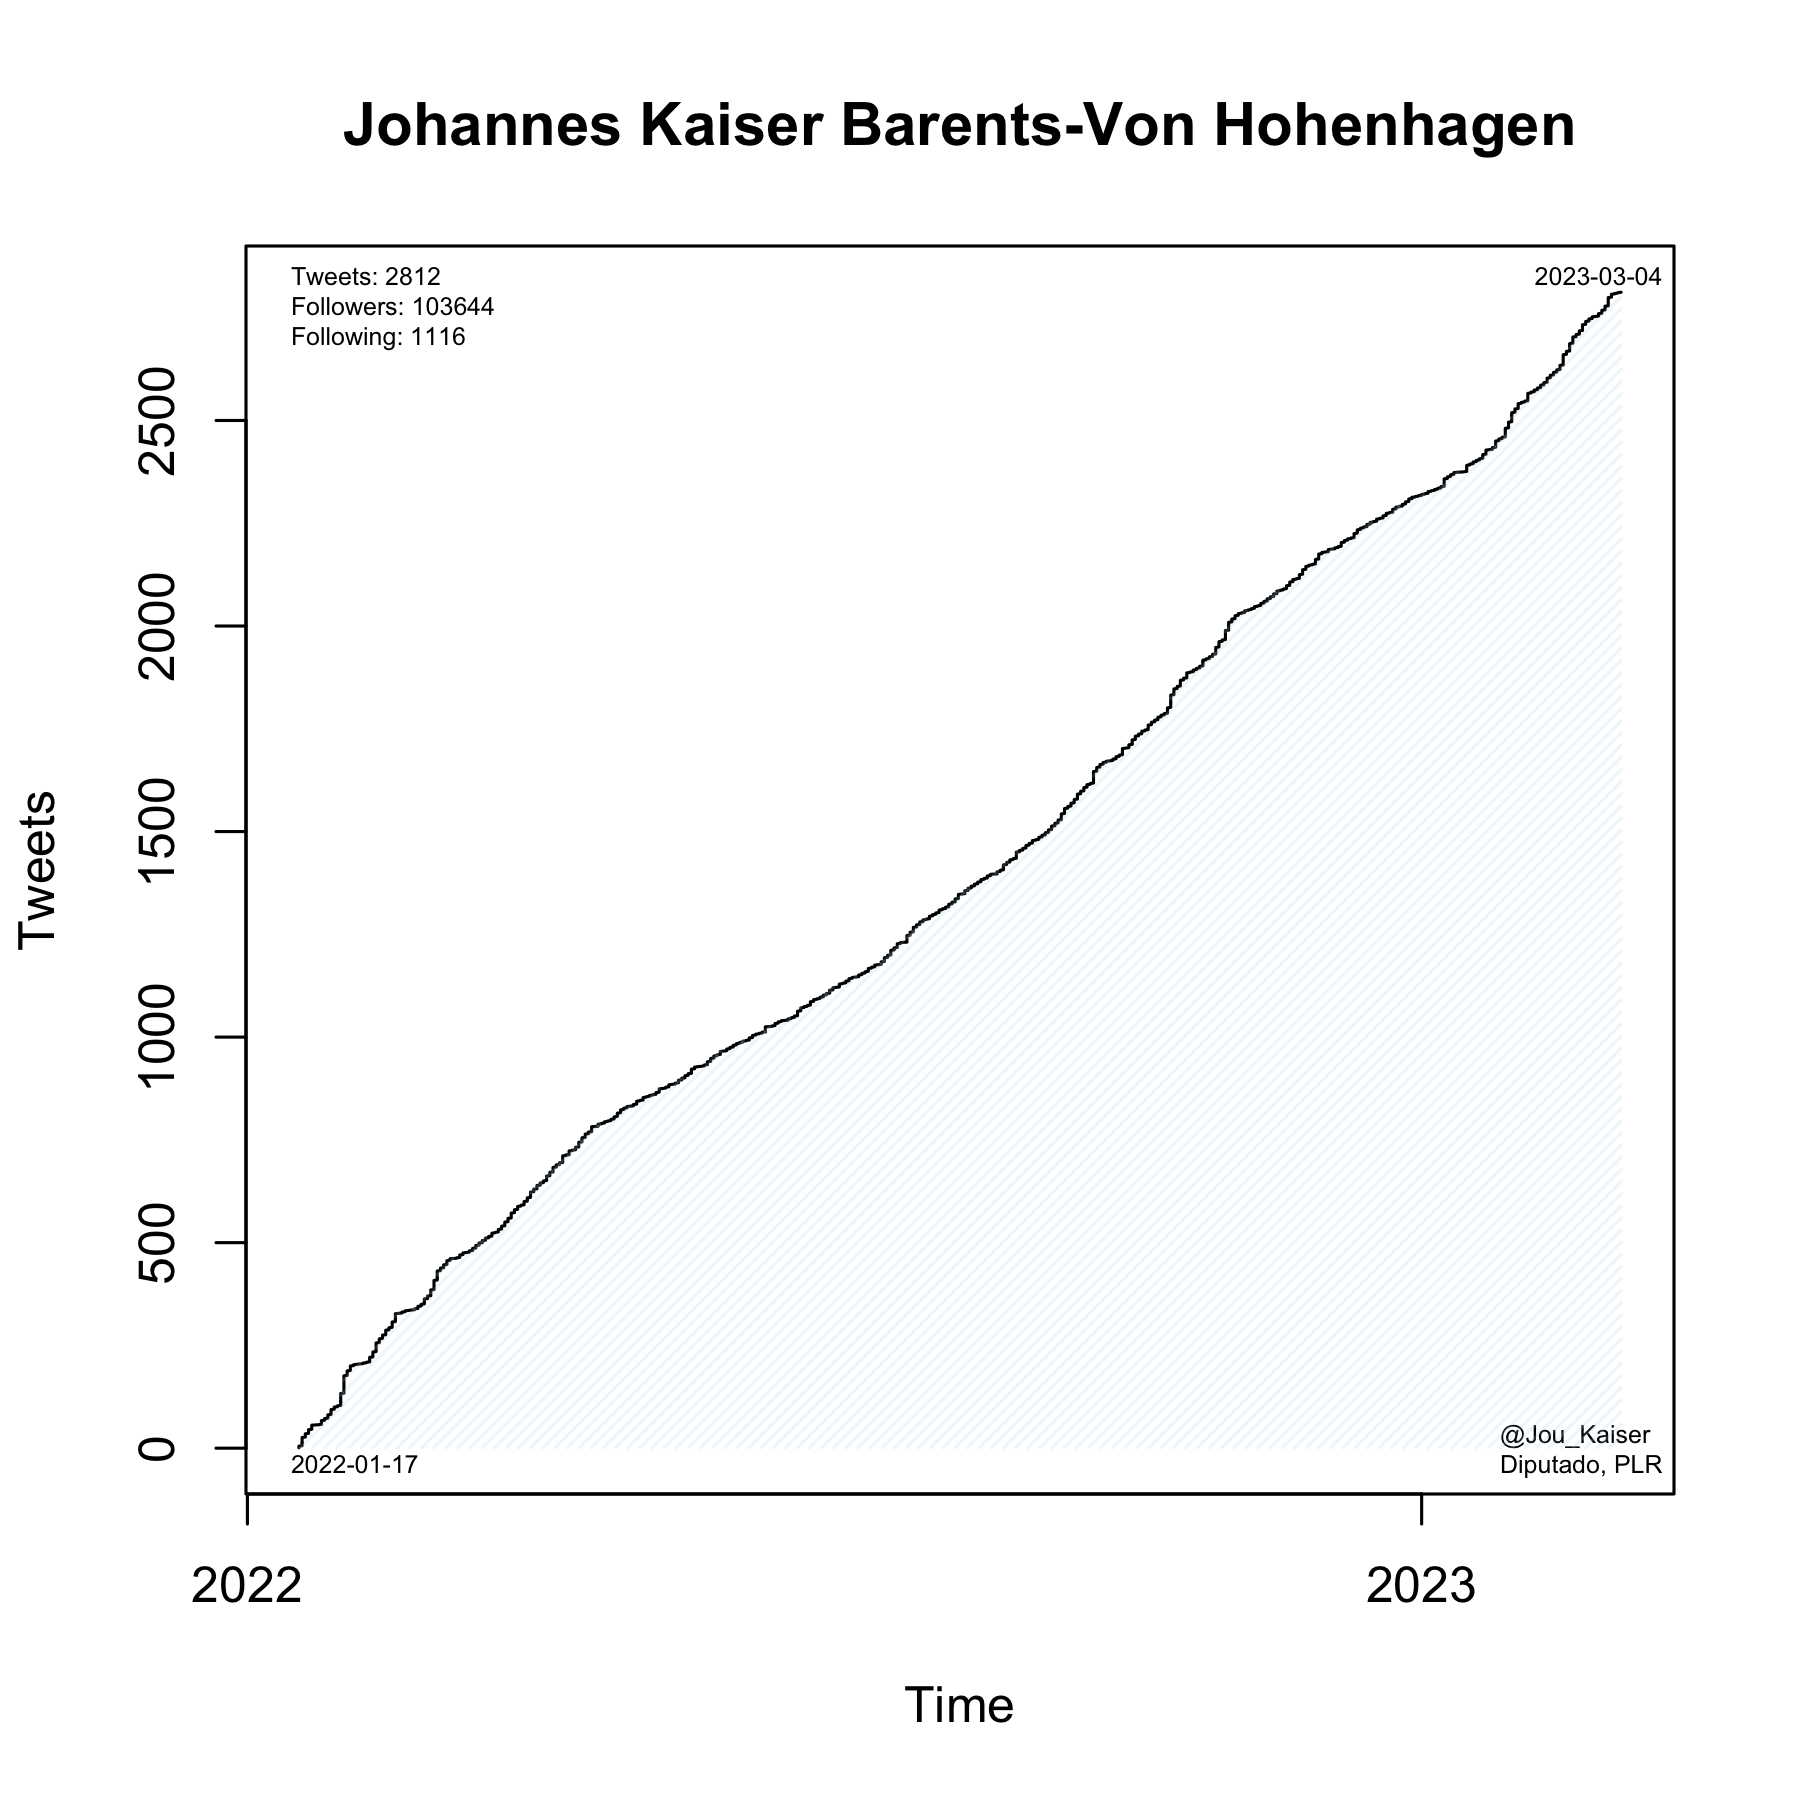 Johannes Kaiser Barents-Von Hohenhagen
Tweets: 2812
Followers: 103644
Following: 1116
2023-03-04
Tweets
2500
2000
1500
1000
500
0
2022-01-17
@Jou_Kaiser
Diputado, PLR
2022
2023
Time